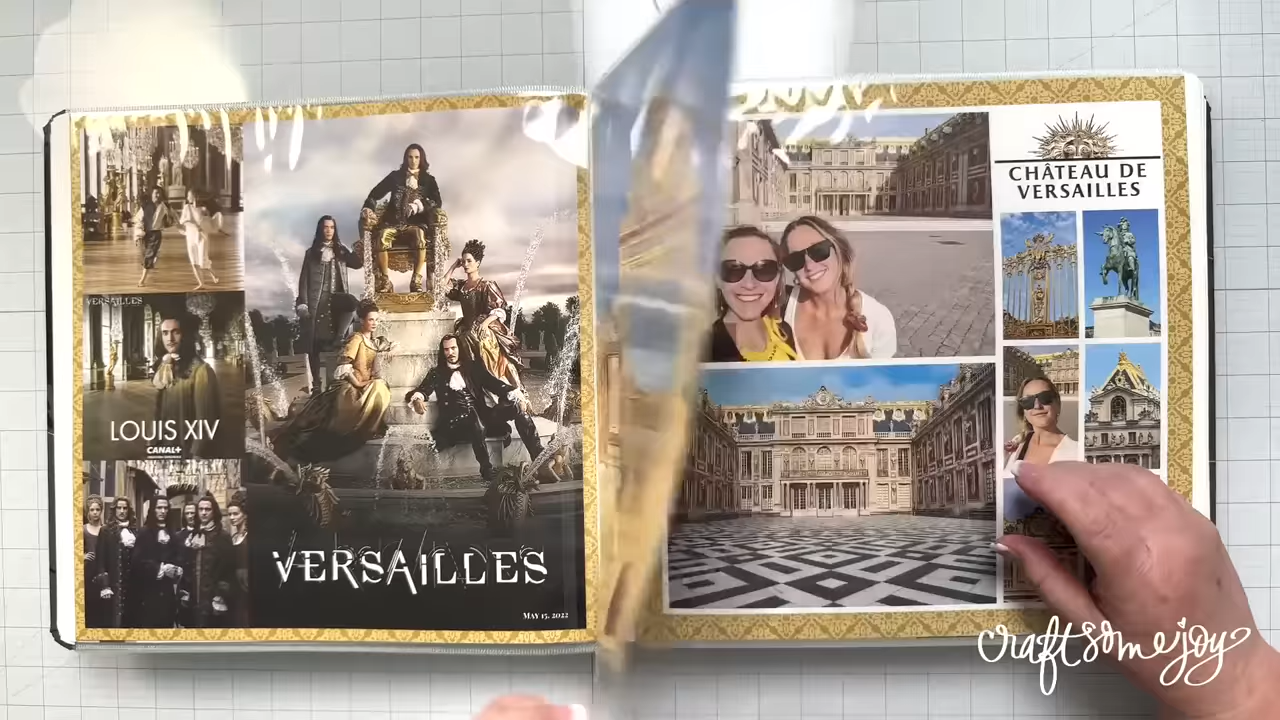 VERSAILLES
LOUIS XIV
CANAL+
VERSAILLES
MAY 15, 2022
CHÂTEAU DE
VERSAILLES
craftsomejoy